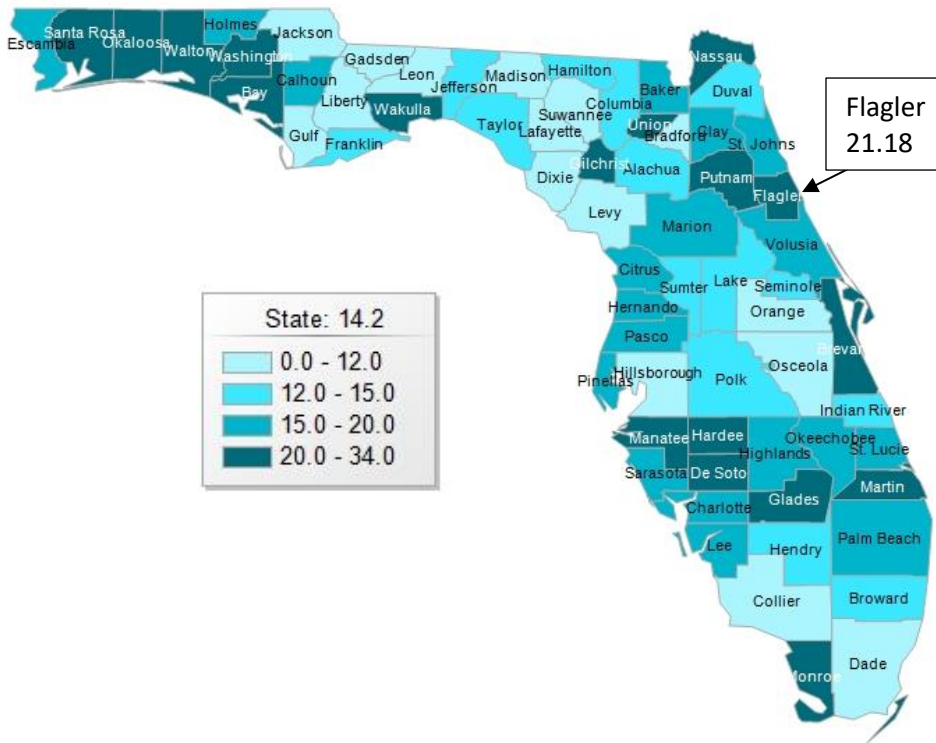 Santa Rosa
Okaloosa
Walton
Holmes
Jackson
Escambia
Washington
Bay
Calhoun
Gulf
Liberty
Gadsden
Leon
Wakulla
Franklin
Jefferson
Madison
Taylor
Hamilton
Suwannee
Lafayette
Dixie
Columbia
Baker
Nassau
Duval
Union
Bradford
Clay
St. Johns
Gilchrist
Alachua
Putnam
Flagler
Flagler
21.18
Levy
Marion
Volusia
Citrus
Sumter
Lake
Seminole
Hernando
Orange
Pasco
Brevard
Pinellas
Hillsborough
Polk
Osceola
Indian River
Manatee
Hardee
Highlands
Okeechobee
St. Lucie
Sarasota
De Soto
Glades
Martin
Charlotte
Lee
Hendry
Palm Beach
Collier
Broward
Monroe
Dade
State: 14.2
0.0 - 12.0
12.0 - 15.0
15.0 - 20.0
20.0 - 34.0